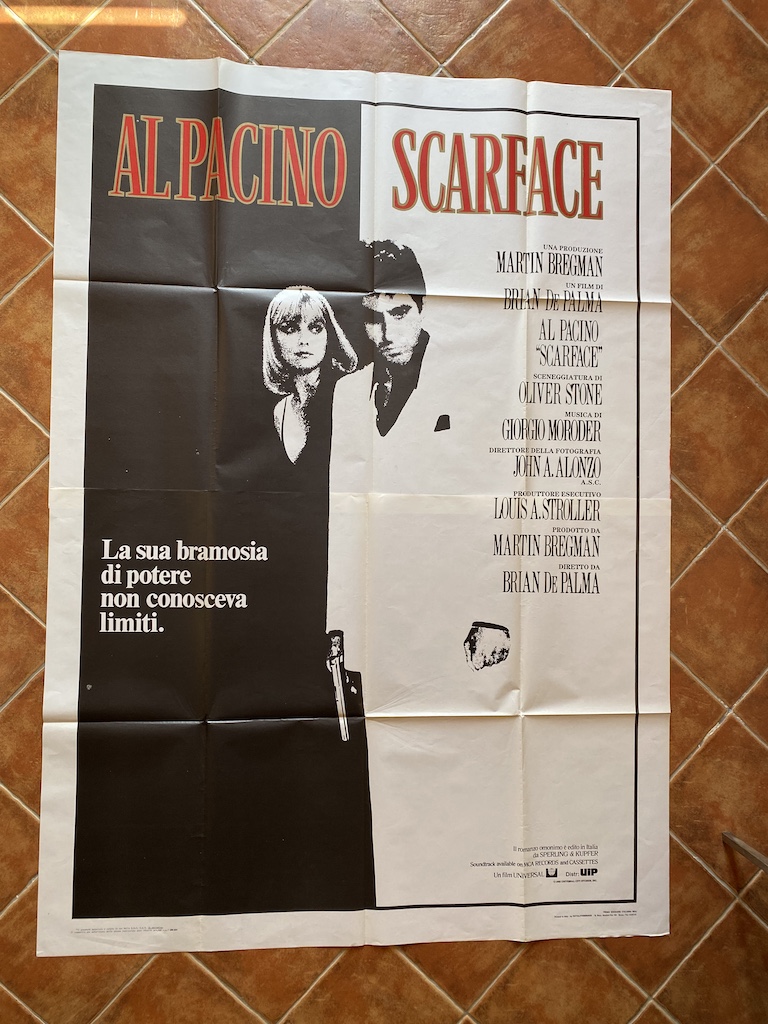 AL PACINO
SCARFACE
UNA PRODUZIONE
MARTIN BREGMAN
UN FILM DI
BRIAN DE PALMA
AL PACINO
"SCARFACE"
SCENEGGIATURA DI
OLIVER STONE
MUSICA DI
GIORGIO MORODER
DIRETTORE DELLA FOTOGRAFIA
JOHN A. ALONZO
A.S.C.
PRODUTTORE ESECUTIVO
LOUIS A. STROLLER
PRODOTTO DA
MARTIN BREGMAN
DIRETTO DA
BRIAN DE PALMA
La sua bramosia
di potere
non conosceva
limiti.
Il romanzo omonimo è edito in Italia
da SPERLING & KUPFER
Soundtrack available on MCA RECORDS and CASSETTES
Un film UNIVERSAL Distr: UIP